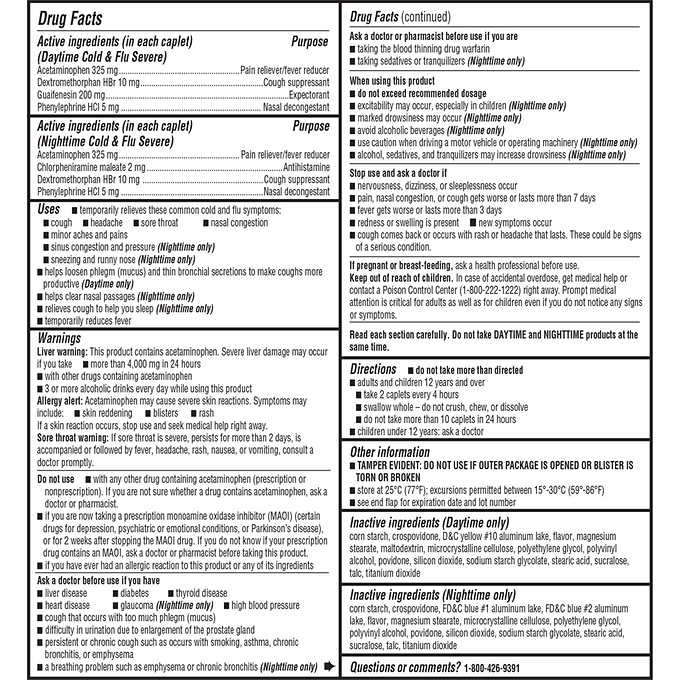 Drug Facts
Active ingredients (in each caplet) Purpose
(Daytime Cold & Flu Severe)
Acetaminophen 325 mg.....Pain reliever/fever reducer
Dextromethorphan HBr 10 mg.....Cough suppressant
Guaifenesin 200 mg.....Expectorant
Phenylephrine HCl 5 mg.....Nasal decongestant
Active ingredients (in each caplet) Purpose
(Nighttime Cold & Flu Severe)
Acetaminophen 325 mg.....Pain reliever/fever reducer
Chlorpheniramine maleate 2 mg.....Antihistamine
Dextromethorphan HBr 10 mg.....Cough suppressant
Phenylephrine HCl 5 mg.....Nasal decongestant
Uses ■ temporarily relieves these common cold and flu symptoms:
■ cough ■ headache ■ sore throat ■ nasal congestion
■ minor aches and pains
■ sinus congestion and pressure (Nighttime only)
■ sneezing and runny nose (Nighttime only)
■ helps loosen phlegm (mucus) and thin bronchial secretions to make coughs more
productive (Daytime only)
■ helps clear nasal passages (Nighttime only)
■ relieves cough to help you sleep (Nighttime only)
■ temporarily reduces fever
Warnings
Liver warning: This product contains acetaminophen. Severe liver damage may occur
if you take ■ more than 4,000 mg in 24 hours
■ with other drugs containing acetaminophen
■ 3 or more alcoholic drinks every day while using this product
Allergy alert: Acetaminophen may cause severe skin reactions. Symptoms may
include: ■ skin reddening ■ blisters ■ rash
If a skin reaction occurs, stop use and seek medical help right away.
Sore throat warning: If sore throat is severe, persists for more than 2 days, is
accompanied or followed by fever, headache, rash, nausea, or vomiting, consult a
doctor promptly.
Do not use ■ with any other drug containing acetaminophen (prescription or
nonprescription). If you are not sure whether a drug contains acetaminophen, ask a
doctor or pharmacist.
■ if you are now taking a prescription monoamine oxidase inhibitor (MAOI) (certain
drugs for depression, psychiatric or emotional conditions, or Parkinson's disease),
or for 2 weeks after stopping the MAOI drug. If you do not know if your prescription
drug contains an MAOI, ask a doctor or pharmacist before taking this product.
■ if you have ever had an allergic reaction to this product or any of its ingredients
Ask a doctor before use if you have
■ liver disease ■ diabetes ■ thyroid disease
■ heart disease ■ glaucoma (Nighttime only) ■ high blood pressure
■ cough that occurs with too much phlegm (mucus)
■ difficulty in urination due to enlargement of the prostate gland
■ persistent or chronic cough such as occurs with smoking, asthma, chronic
bronchitis, or emphysema
■ a breathing problem such as emphysema or chronic bronchitis (Nighttime only)
Drug Facts (continued)
Ask a doctor or pharmacist before use if you are
■ taking the blood thinning drug warfarin
■ taking sedatives or tranquilizers (Nighttime only)
When using this product
■ do not exceed recommended dosage
■ excitability may occur, especially in children (Nighttime only)
■ marked drowsiness may occur (Nighttime only)
■ avoid alcoholic beverages (Nighttime only)
■ use caution when driving a motor vehicle or operating machinery (Nighttime only)
■ alcohol, sedatives, and tranquilizers may increase drowsiness (Nighttime only)
Stop use and ask a doctor if
■ nervousness, dizziness, or sleeplessness occur
■ pain, nasal congestion, or cough gets worse or lasts more than 7 days
■ fever gets worse or lasts more than 3 days
■ redness or swelling is present ■ new symptoms occur
■ cough comes back or occurs with rash or headache that lasts. These could be signs
of a serious condition.
If pregnant or breast-feeding, ask a health professional before use.
Keep out of reach of children. In case of accidental overdose, get medical help or
contact a Poison Control Center (1-800-222-1222) right away. Prompt medical
attention is critical for adults as well as for children even if you do not notice any signs
or symptoms.
Read each section carefully. Do not take DAYTIME and NIGHTTIME products at the
same time.
Directions ■ do not take more than directed
■ adults and children 12 years and over
■ take 2 caplets every 4 hours
■ swallow whole – do not crush, chew, or dissolve
■ do not take more than 10 caplets in 24 hours
■ children under 12 years: ask a doctor
Other information
■ TAMPER EVIDENT: DO NOT USE IF OUTER PACKAGE IS OPENED OR BLISTER IS
TORN OR BROKEN
■ store at 25°C (77°F); excursions permitted between 15°-30°C (59°-86°F)
■ see end flap for expiration date and lot number
Inactive ingredients (Daytime only)
corn starch, crospovidone, D&C yellow #10 aluminum lake, flavor, magnesium
stearate, maltodextrin, microcrystalline cellulose, polyethylene glycol, polyvinyl
alcohol, povidone, silicon dioxide, sodium starch glycolate, stearic acid, sucralose,
talc, titanium dioxide
Inactive ingredients (Nighttime only)
corn starch, crospovidone, FD&C blue #1 aluminum lake, FD&C blue #2 aluminum
lake, flavor, magnesium stearate, microcrystalline cellulose, polyethylene glycol,
polyvinyl alcohol, povidone, silicon dioxide, sodium starch glycolate, stearic acid,
sucralose, talc, titanium dioxide
Questions or comments? 1-800-426-9391